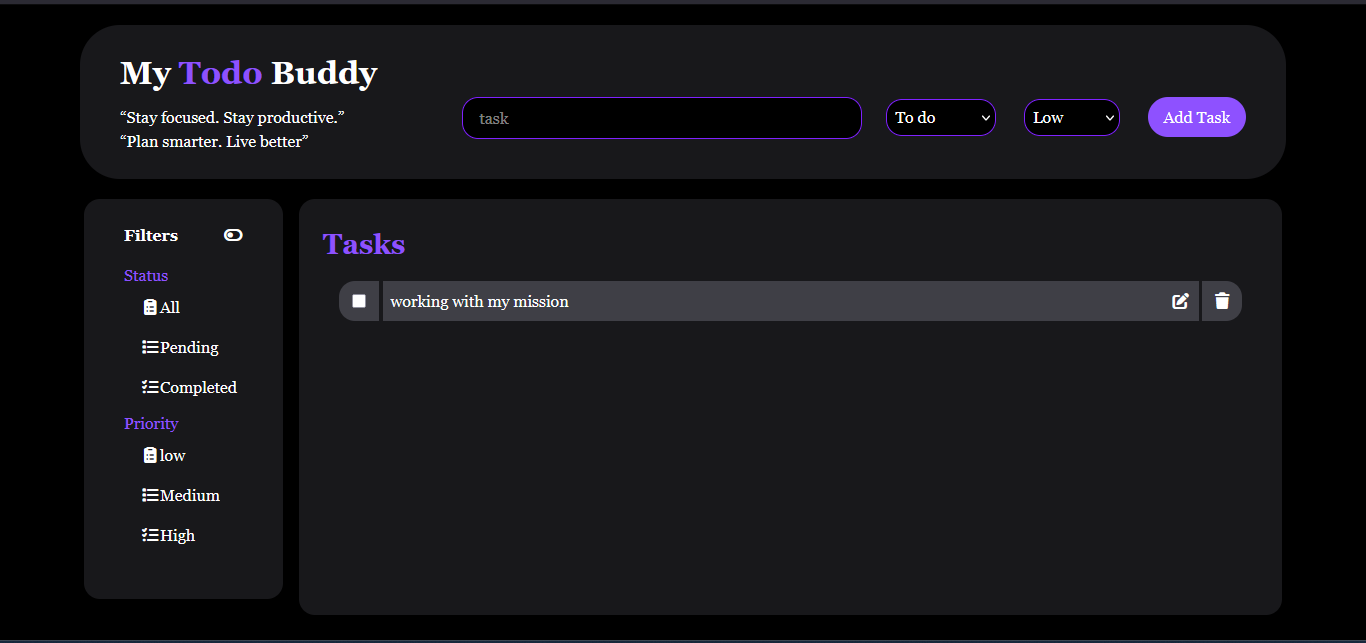 My Todo Buddy
“Stay focused. Stay productive.”
“Plan smarter. Live better”
task
To do
Low
Add Task
Filters
Status
All
Pending
Completed
Priority
low
Medium
High
Tasks
working with my mission